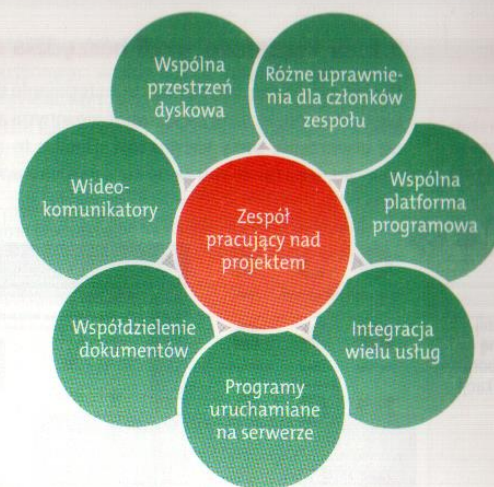 Wspólna
przestrzeń
dyskowa
Różne uprawnie-
nia dla członków
zespołu
Wideo-
komunikatory
Zespół
pracujący nad
projektem
Wspólna
platforma
programowa
Współdzielenie
dokumentów
Integracja
wielu usług
Programy
uruchamiane
na serwerze